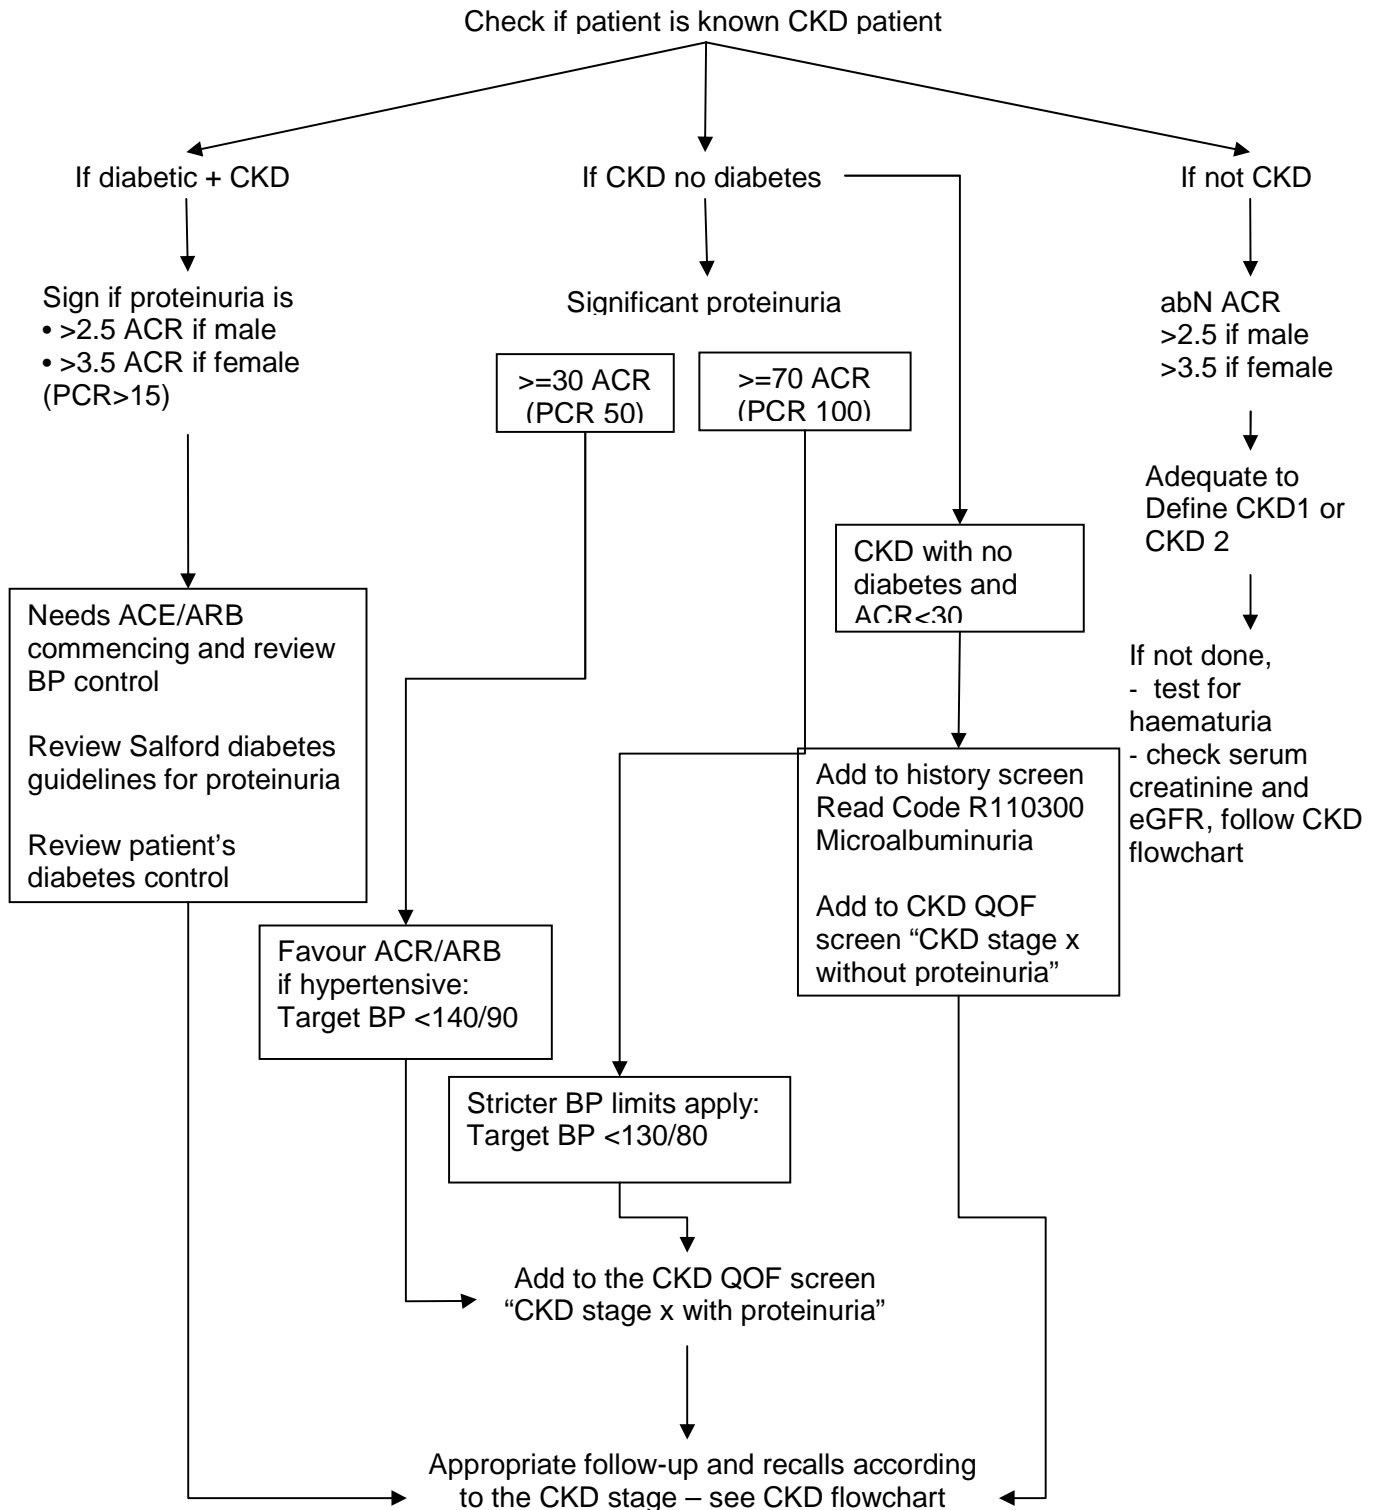 Check if patient is known CKD patient
If diabetic + CKD
If CKD no diabetes
If not CKD
Sign if proteinuria is
• >2.5 ACR if male
• >3.5 ACR if female
(PCR>15)
Significant proteinuria
>=30 ACR
(PCR 50)
>=70 ACR
(PCR 100)
abN ACR
>2.5 if male
>3.5 if female
Adequate to
Define CKD1 or
CKD 2
CKD with no
diabetes and
ACR<30
Needs ACE/ARB
commencing and review
BP control
Review Salford diabetes
guidelines for proteinuria
Review patient’s
diabetes control
If not done,
- test for
haematuria
- check serum
creatinine and
eGFR, follow CKD
flowchart
Add to history screen
Read Code R110300
Microalbuminuria
Add to CKD QOF
screen “CKD stage x
without proteinuria”
Favour ACR/ARB
if hypertensive:
Target BP <140/90
Stricter BP limits apply:
Target BP <130/80
Add to the CKD QOF screen
“CKD stage x with proteinuria”
Appropriate follow-up and recalls according
to the CKD stage – see CKD flowchart